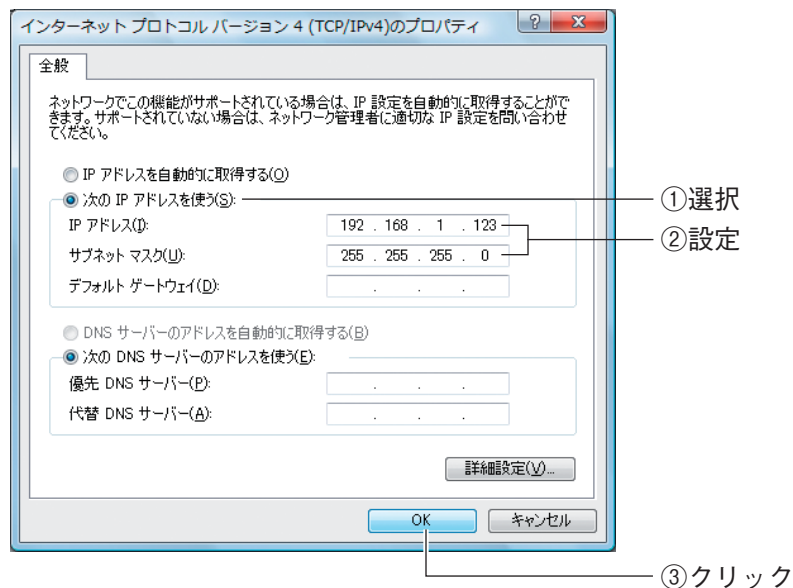 インターネット プロトコル バージョン 4 (TCP/IPv4)のプロパティ
全般
ネットワークでこの機能がサポートされている場合は、IP 設定を自動的に取得することがで
きます。サポートされていない場合は、ネットワーク管理者に適切な IP 設定を問い合わせ
てください。
IP アドレスを自動的に取得する(O)
次の IP アドレスを使う(S):
①選択
IP アドレス(I): 192 . 168 . 1 . 123
②設定
サブネット マスク(U): 255 . 255 . 255 . 0
デフォルト ゲートウェイ(D): . . .
DNS サーバーのアドレスを自動的に取得する(B)
次の DNS サーバーのアドレスを使う(E):
優先 DNS サーバー(P): . . .
代替 DNS サーバー(A): . . .
詳細設定(V)...
OK キャンセル
③クリック